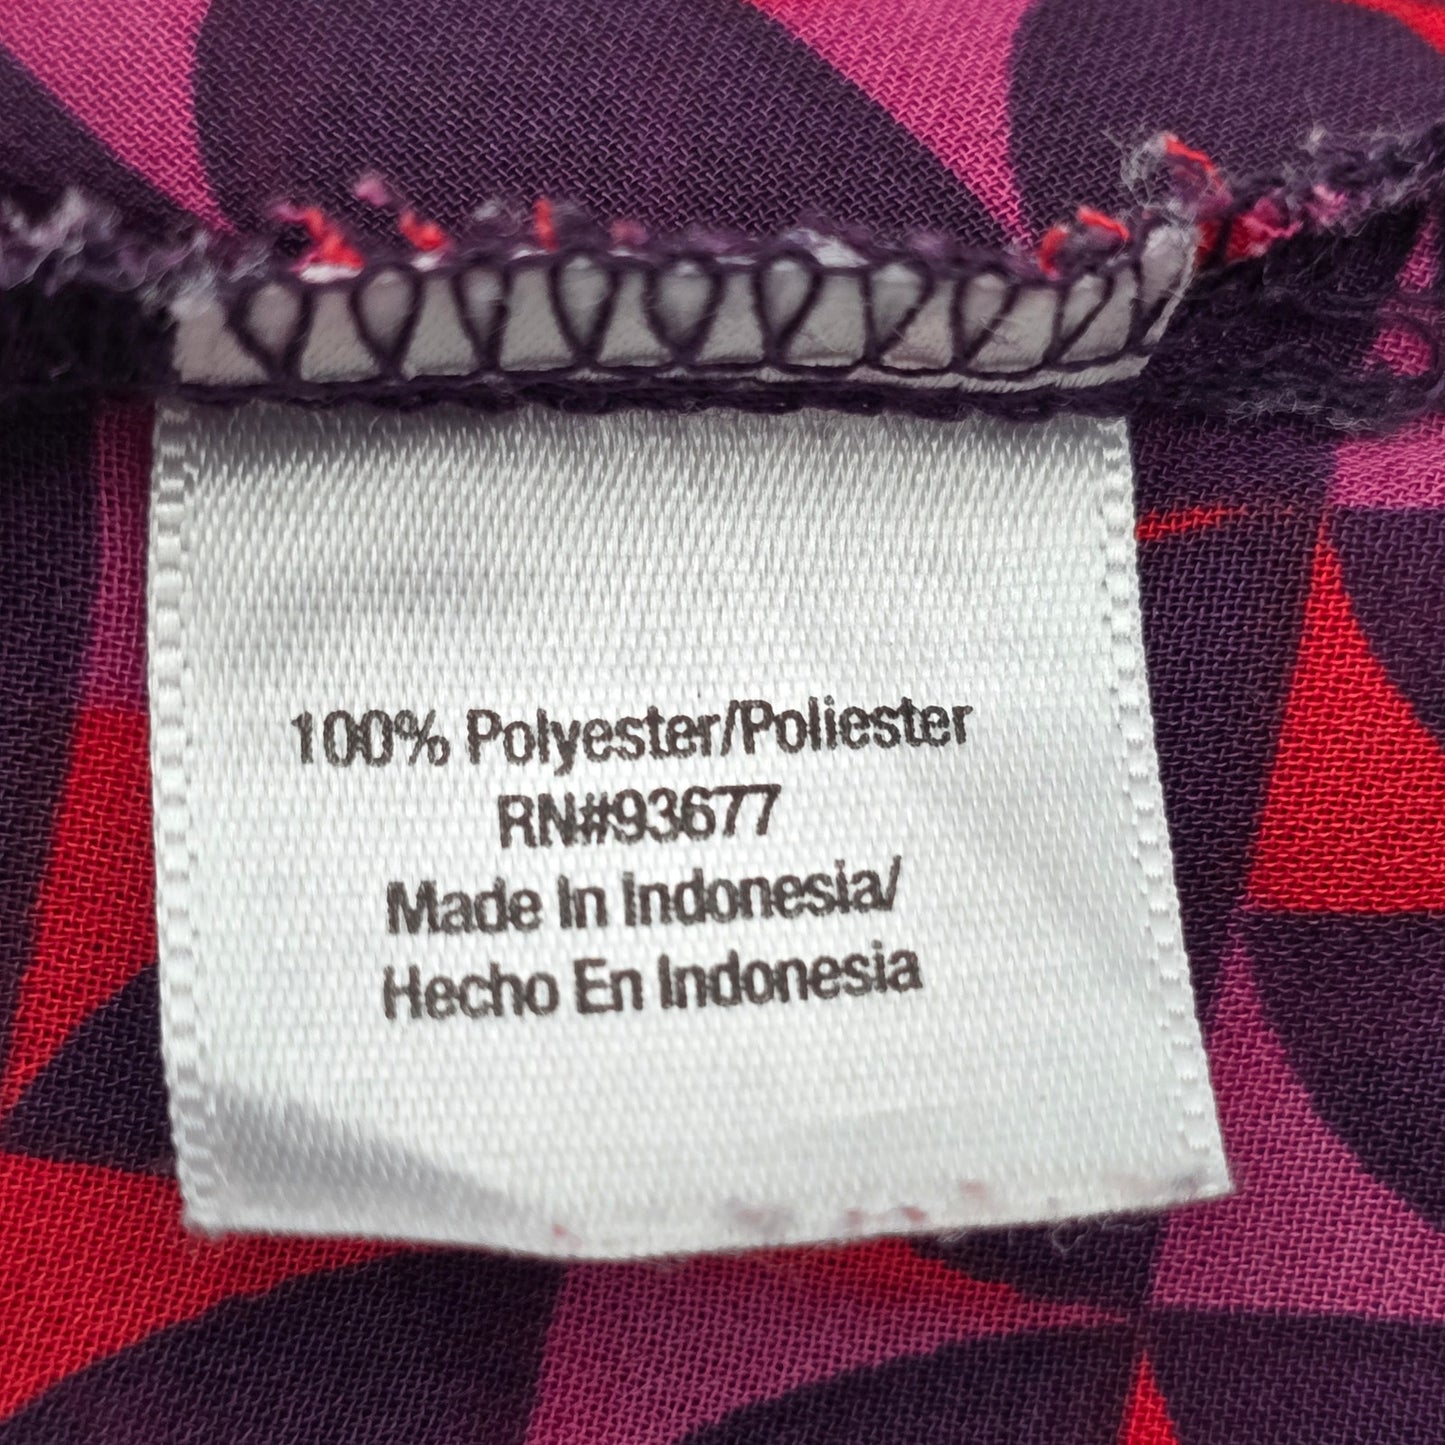 100% Polyester/Poliester
RN#93677
Made In Indonesia/
Hecho En Indonesia